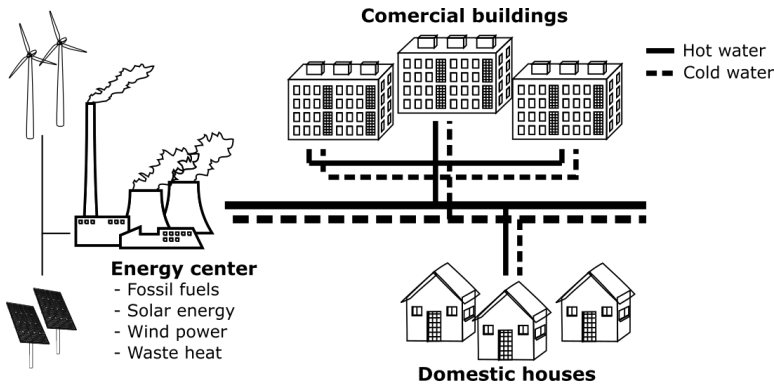 Comercial buildings
Hot water
Cold water
Energy center
- Fossil fuels
- Solar energy
- Wind power
- Waste heat
Domestic houses